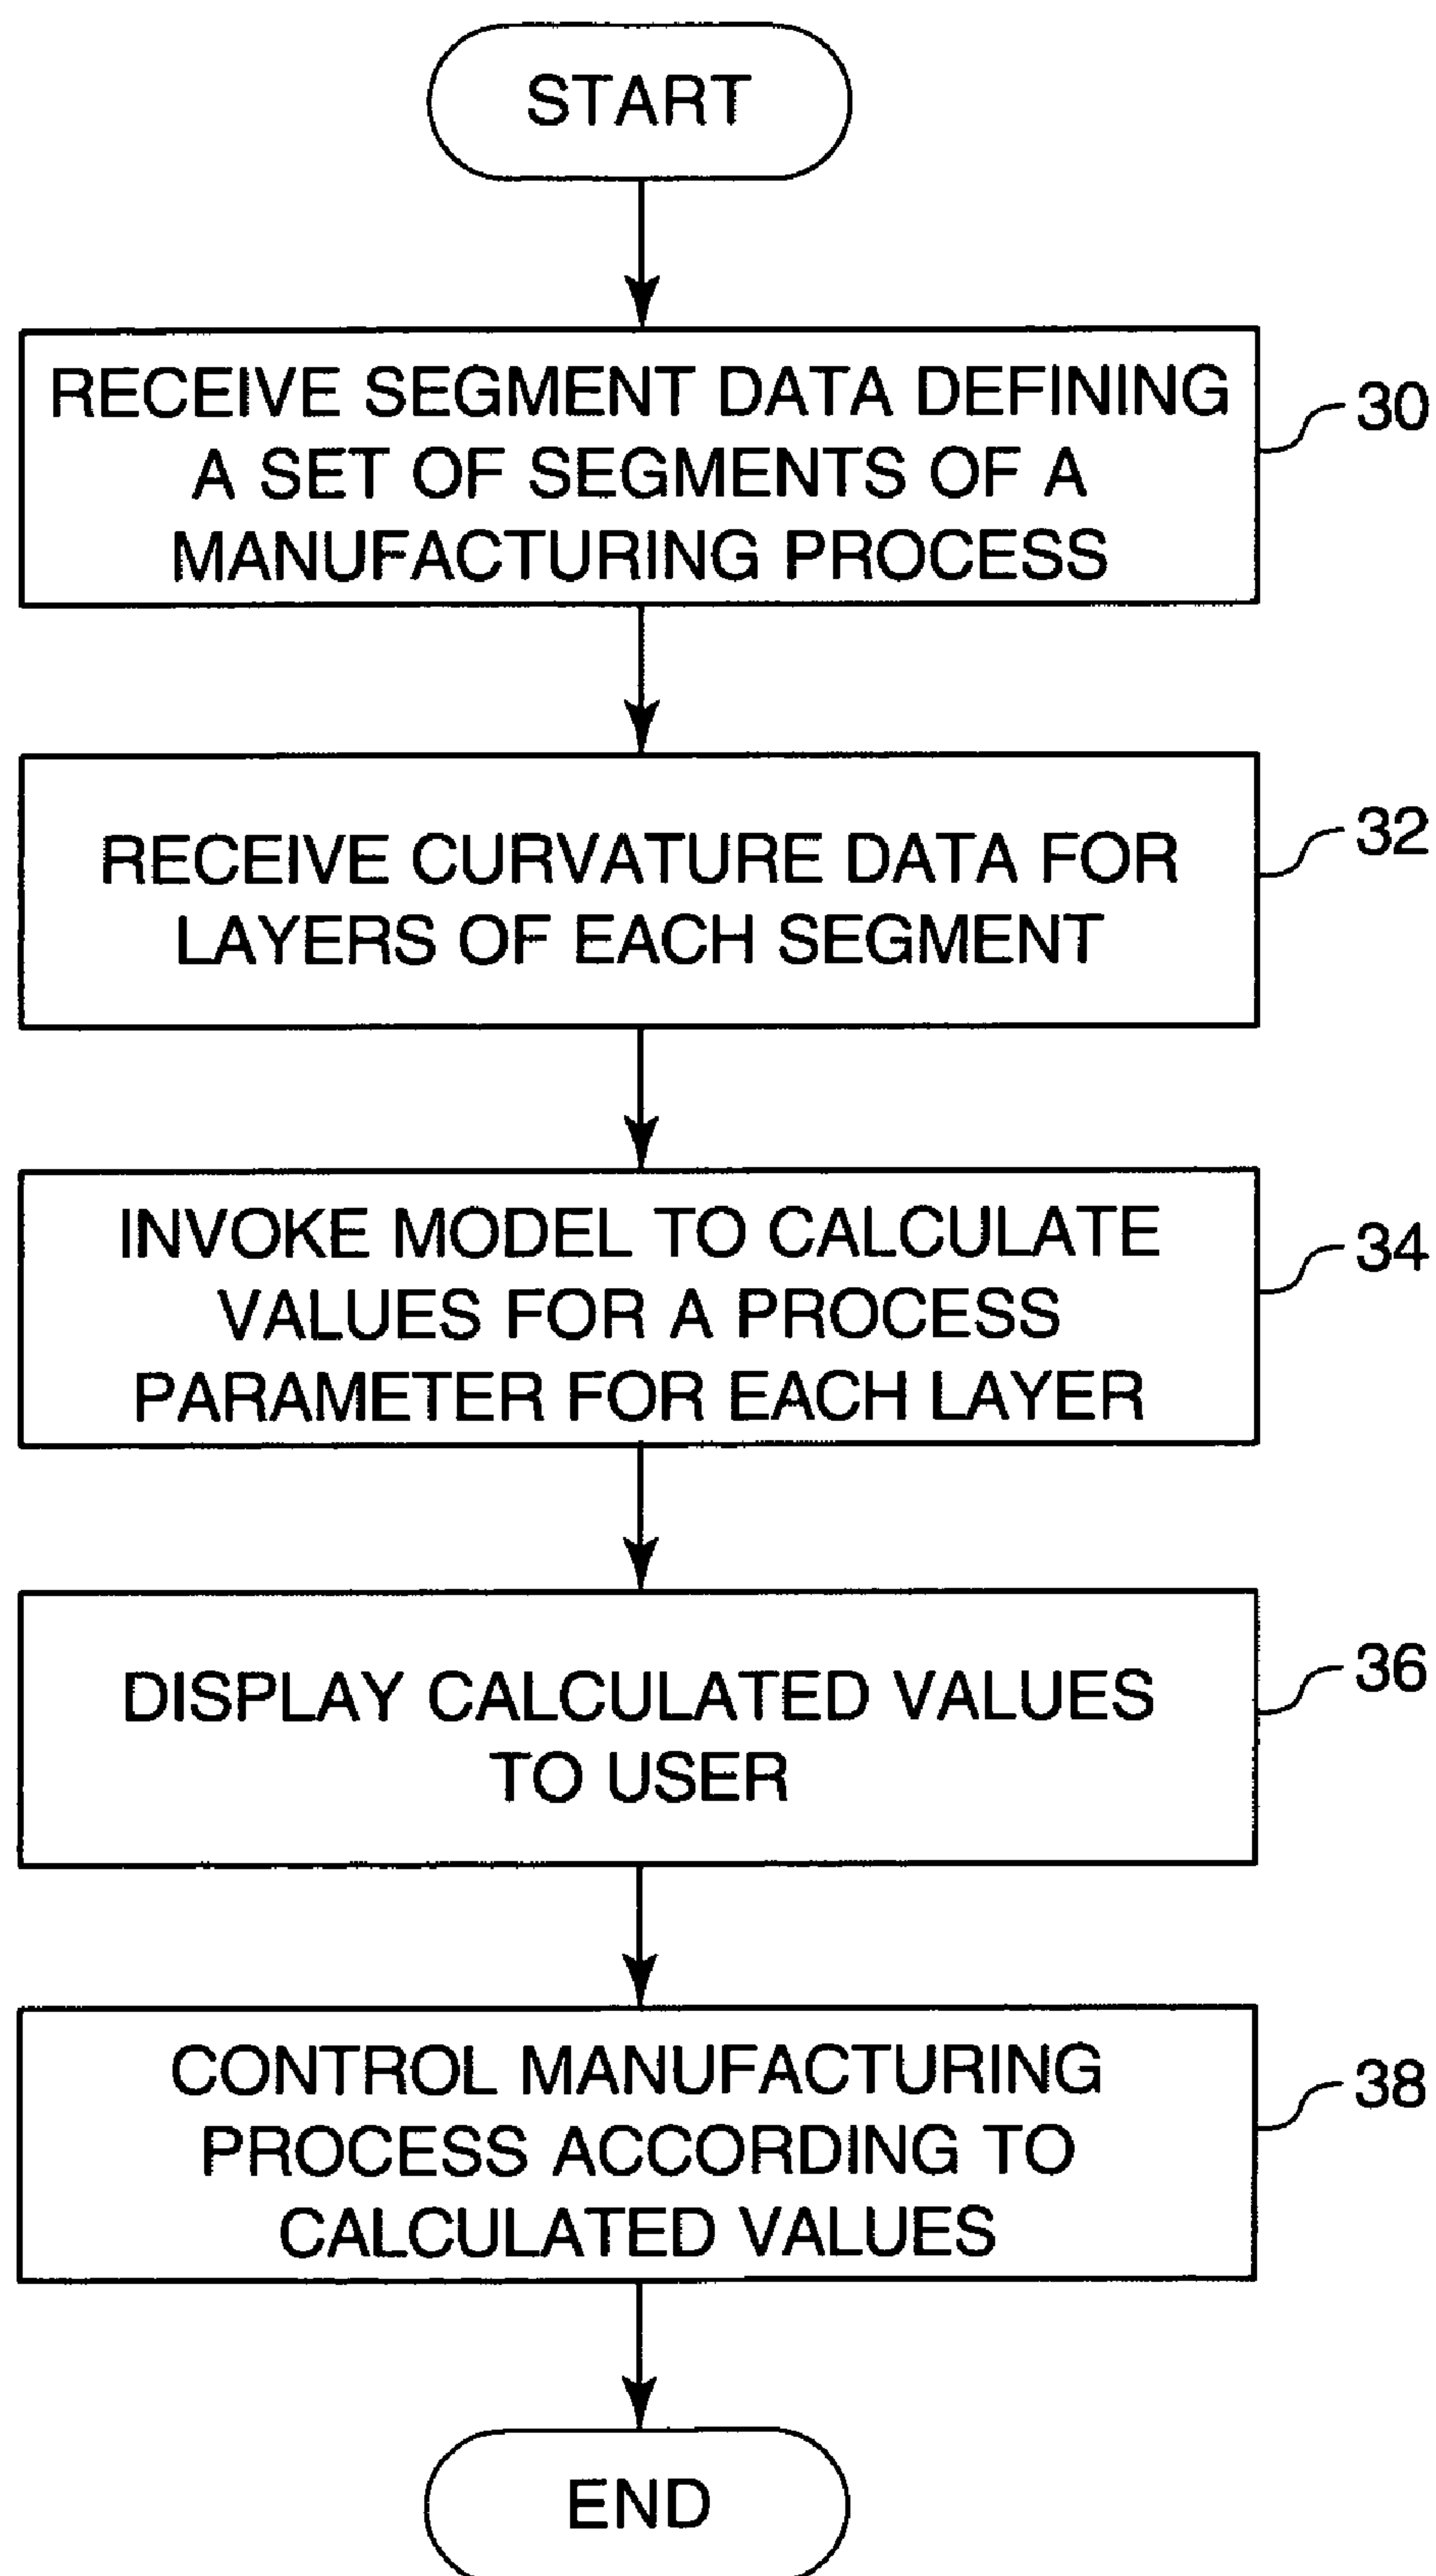 START
RECEIVE SEGMENT DATA DEFINING
A SET OF SEGMENTS OF A
MANUFACTURING PROCESS
30
RECEIVE CURVATURE DATA FOR
LAYERS OF EACH SEGMENT
32
INVOKE MODEL TO CALCULATE
VALUES FOR A PROCESS
PARAMETER FOR EACH LAYER
34
DISPLAY CALCULATED VALUES
TO USER
36
CONTROL MANUFACTURING
PROCESS ACCORDING TO
CALCULATED VALUES
38
END